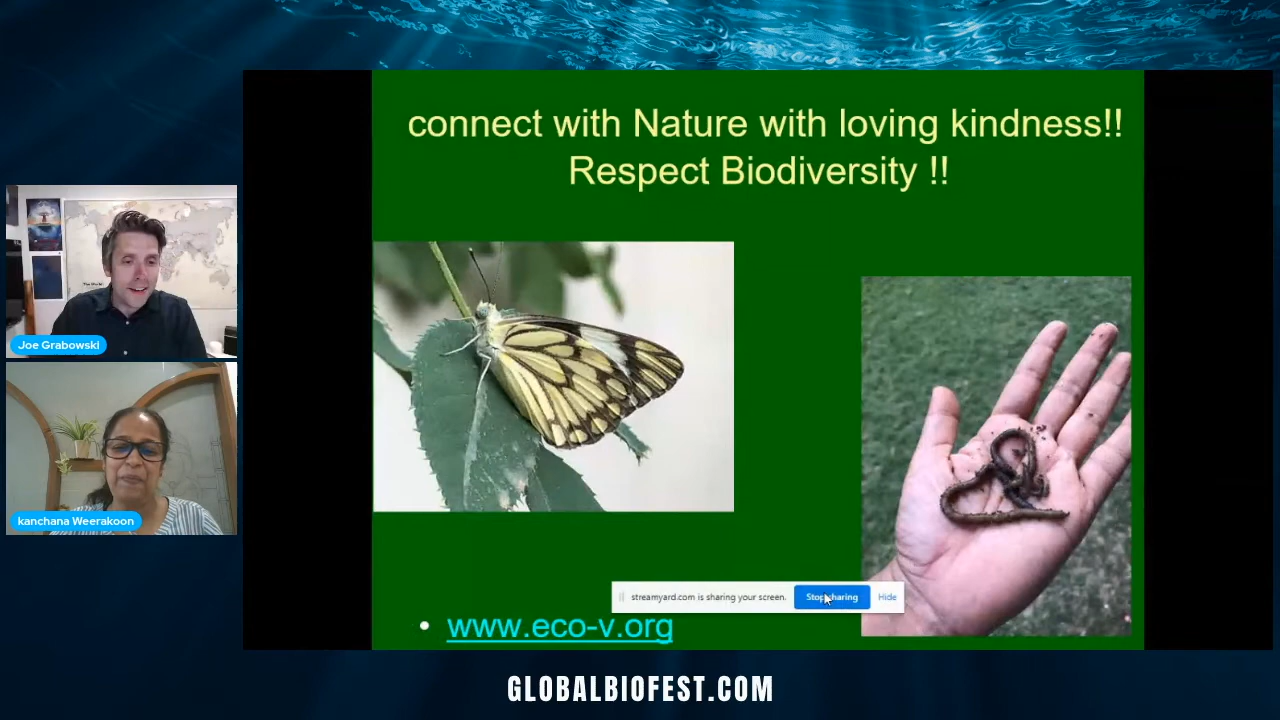 connect with Nature with loving kindness!!
Respect Biodiversity !!
Joe Grabowski
kanchana Weerakoon
streamyard.com is sharing your screen.
Stop sharing
Hide
• www.eco-v.org
GLOBALBIOFEST.COM